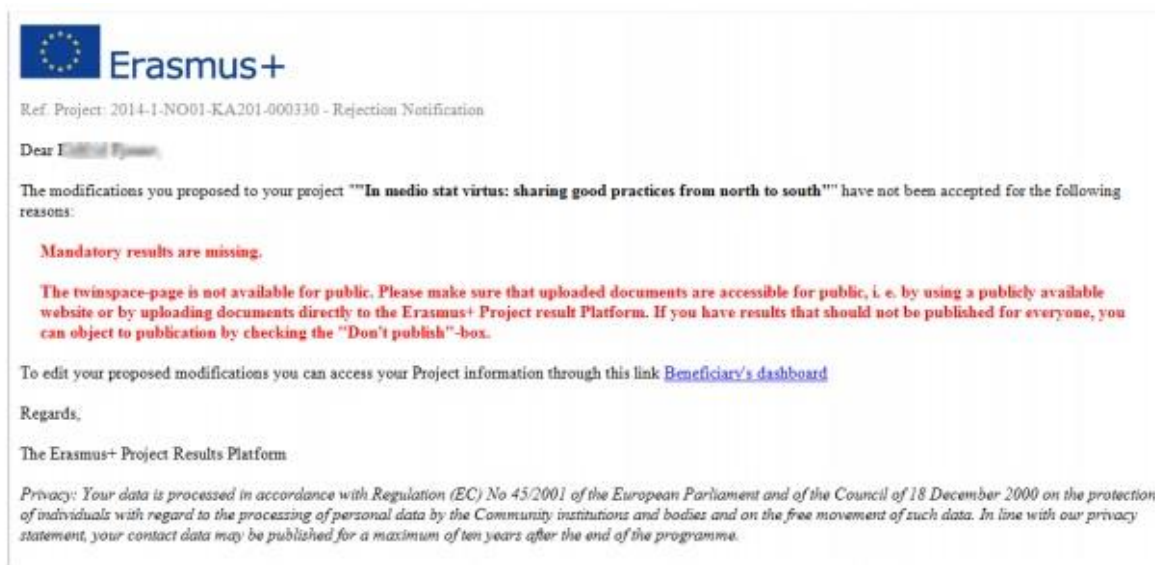 Erasmus+
Ref. Project: 2014-1-NO01-KA201-000330 - Rejection Notification
Dear
The modifications you proposed to your project ""In medio stat virtus: sharing good practices from north to south"" have not been accepted for the following
reasons:
Mandatory results are missing.
The twinspace-page is not available for public. Please make sure that uploaded documents are accessible for public, i. e. by using a publicly available
website or by uploading documents directly to the Erasmus+ Project result Platform. If you have results that should not be published for everyone, you
can object to publication by checking the "Don't publish"-box.
To edit your proposed modifications you can access your Project information through this link Beneficiary's dashboard
Regards,
The Erasmus+ Project Results Platform
Privacy: Your data is processed in accordance with Regulation (EC) No 45/2001 of the European Parliament and of the Council of 18 December 2000 on the protection
of individuals with regard to the processing of personal data by the Community institutions and bodies and on the free movement of such data. In line with our privacy
statement, your contact data may be published for a maximum of ten years after the end of the programme.